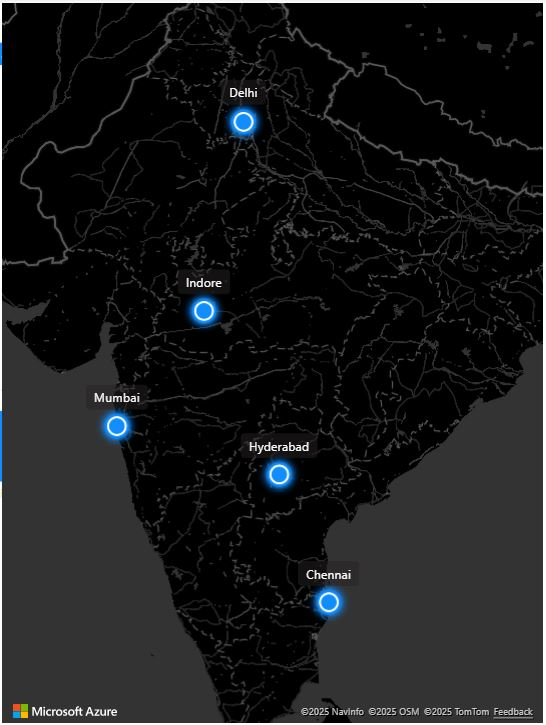 Delhi
Indore
Mumbai
Hyderabad
Chennai
Microsoft Azure
©2025 NavInfo ©2025 OSM ©2025 TomTom Feedback